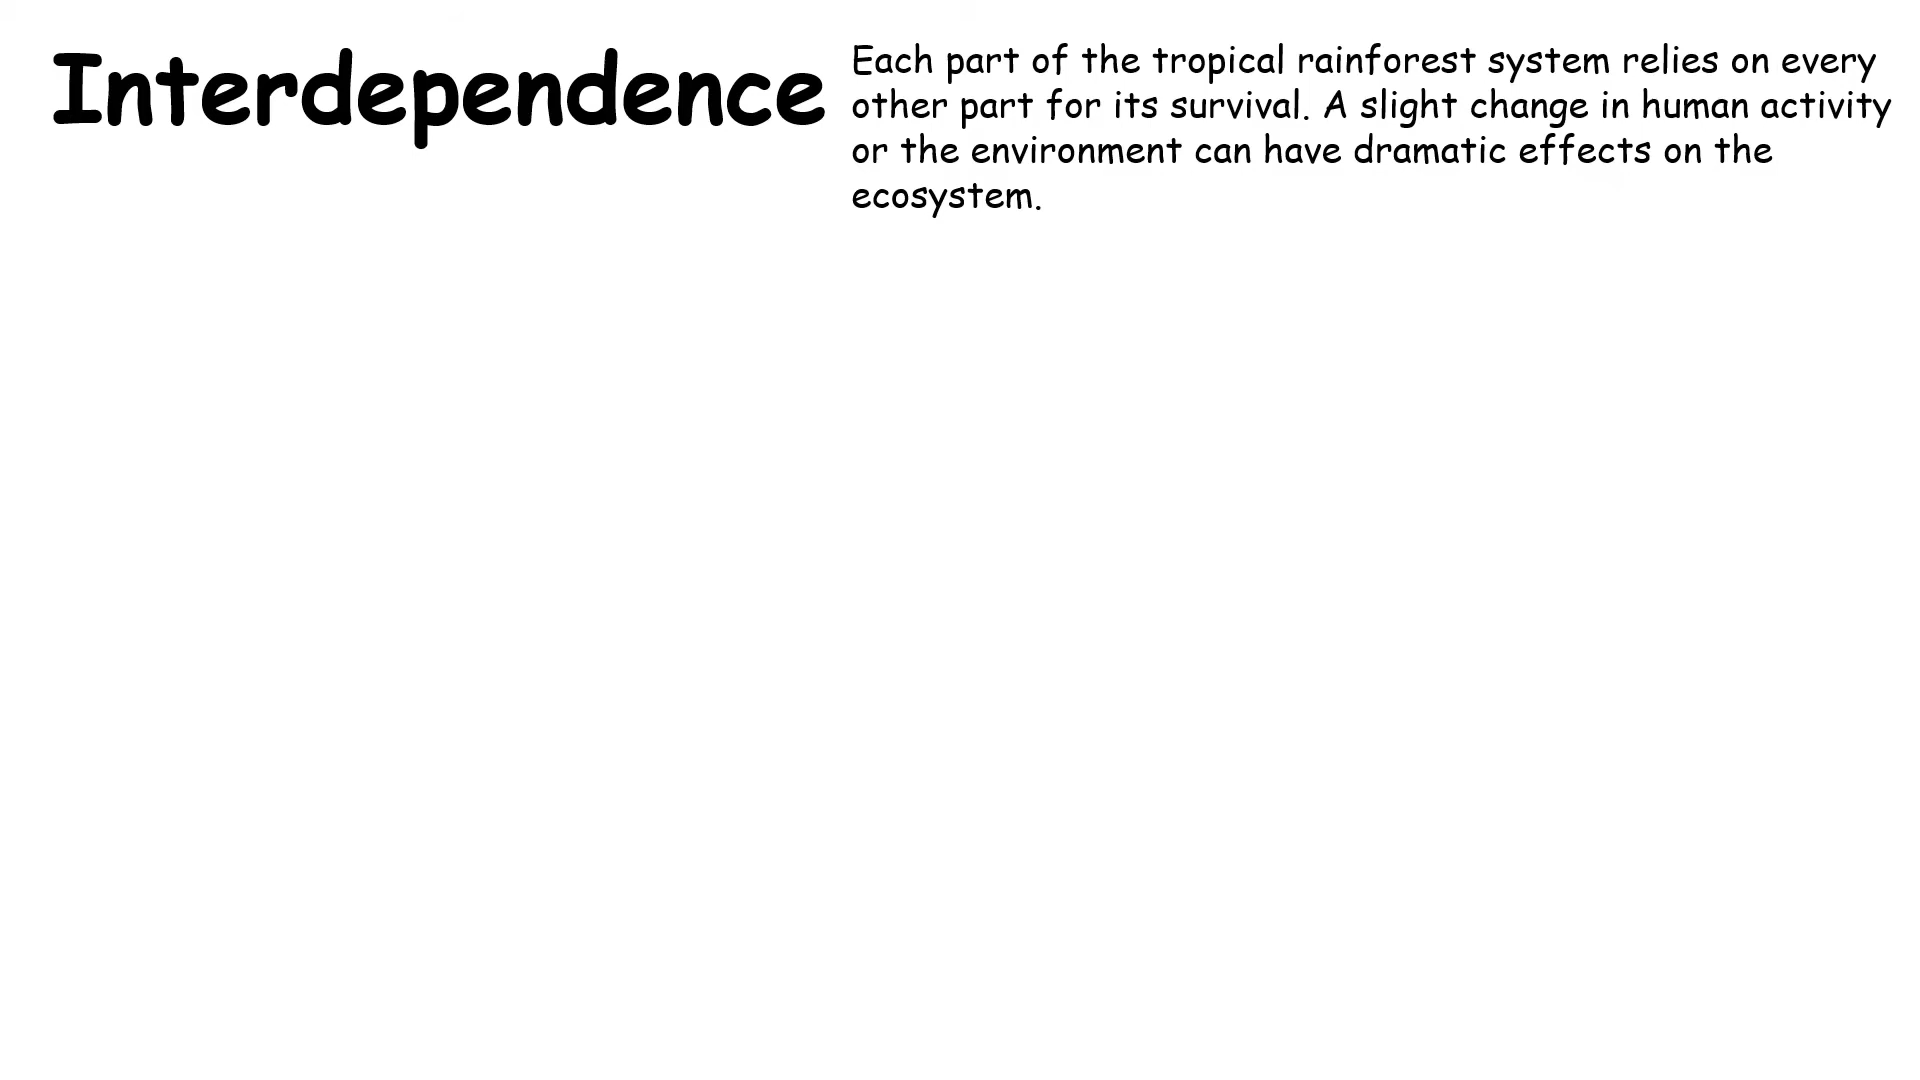 Interdependence
Each part of the tropical rainforest system relies on every
other part for its survival. A slight change in human activity
or the environment can have dramatic effects on the
ecosystem.